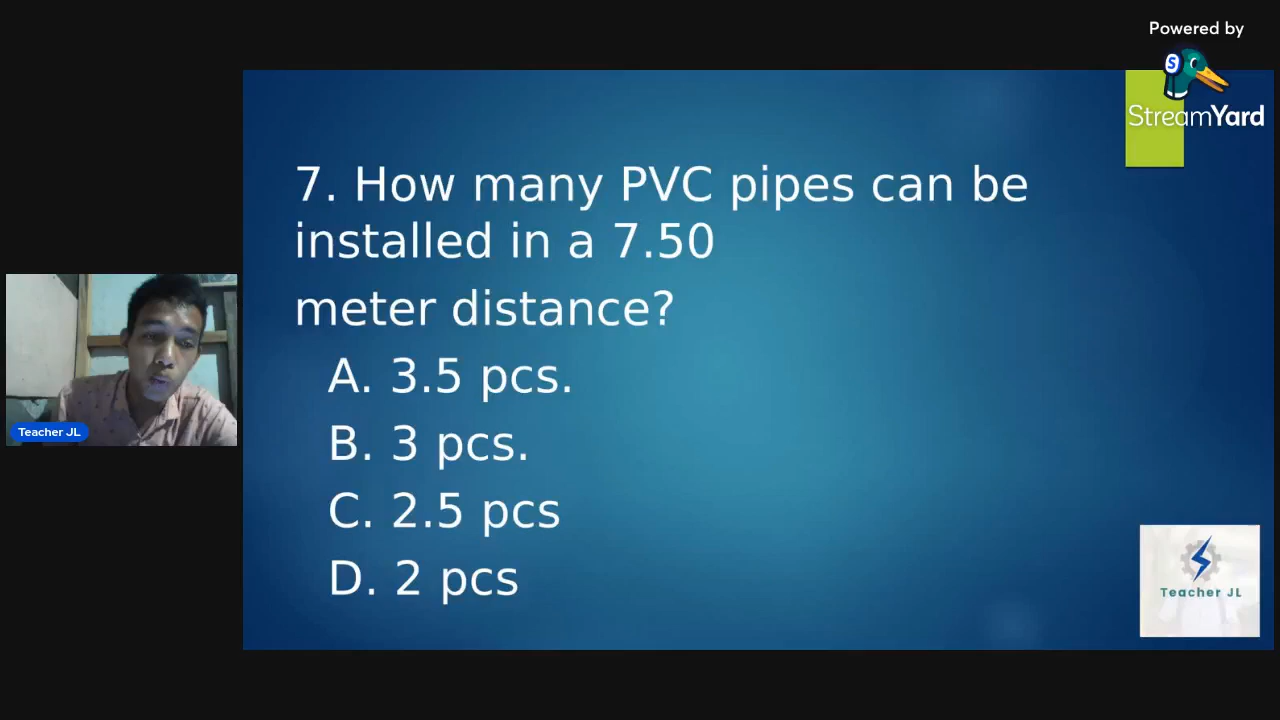 Powered by
StreamYard
7. How many PVC pipes can be
installed in a 7.50
meter distance?
A. 3.5 pcs.
B. 3 pcs.
C. 2.5 pcs
D. 2 pcs
Teacher JL
Teacher JL